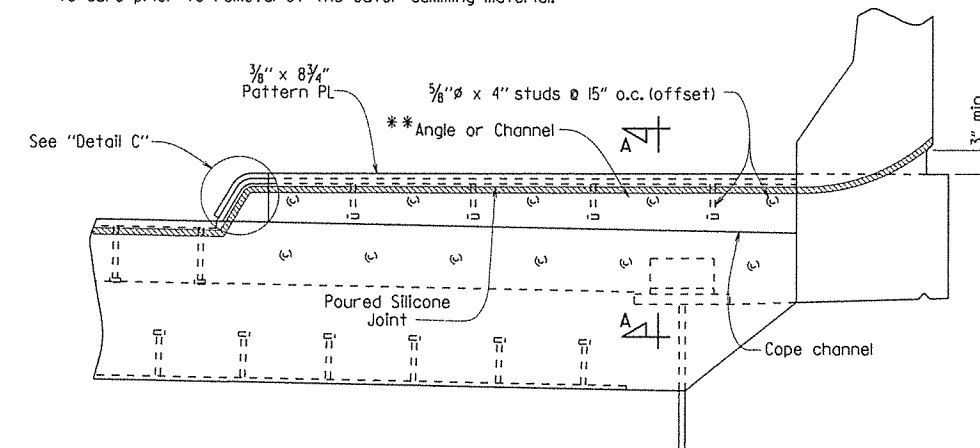 to cure prior to removal of the outer damming material.
3/8" x 8 3/4"
Pattern PL
5/8"ø x 4" studs @ 15" o.c. (offset)
**Angle or Channel
A
See "Detail C"
3" min.
Poured Silicone
Joint
A
Cope channel